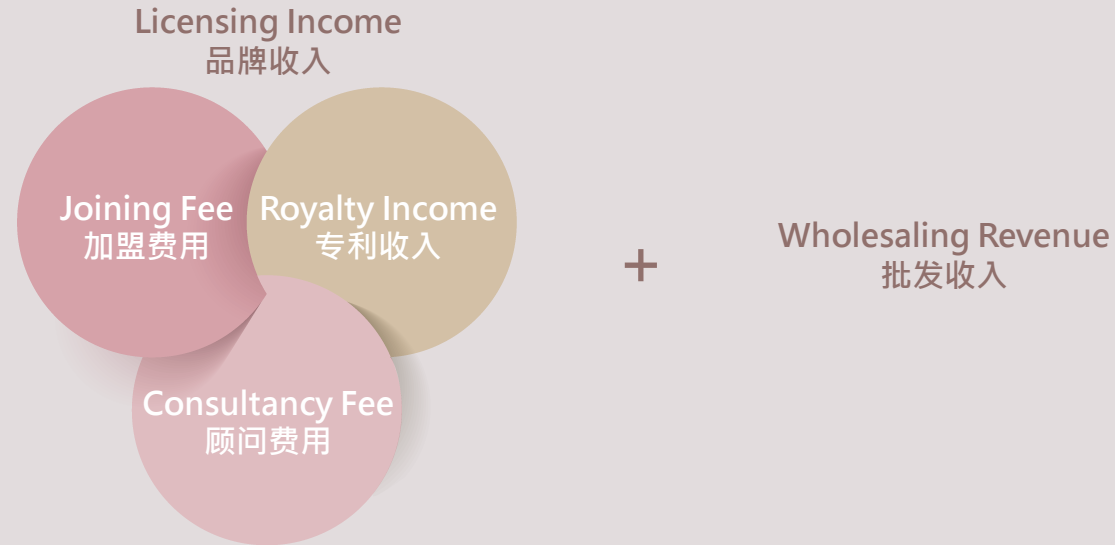 Licensing Income
品牌收入
Joining Fee
加盟费用
Royalty Income
专利收入
Consultancy Fee
顾问费用
+
Wholesaling Revenue
批发收入